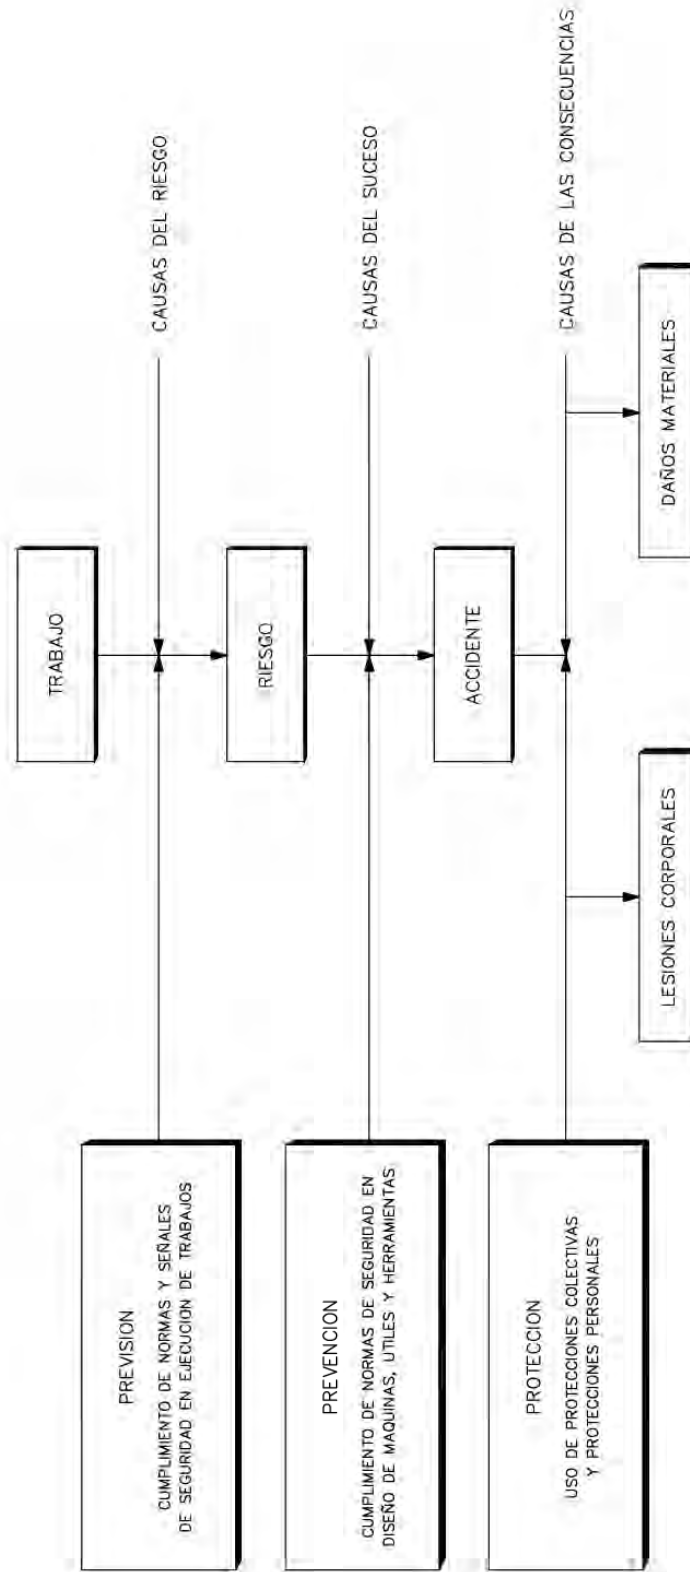 TRABAJO
CAUSAS DEL RIESGO
PREVISION
CUMPLIMIENTO DE NORMAS Y SEÑALES
DE SEGURIDAD EN EJECUCION DE TRABAJOS
RIESGO
CAUSAS DEL SUCESO
PREVENCION
CUMPLIMIENTO DE NORMAS DE SEGURIDAD EN
DISEÑO DE MAQUINAS, UTILES Y HERRAMIENTAS
ACCIDENTE
CAUSAS DE LAS CONSECUENCIAS
PROTECCION
USO DE PROTECCIONES COLECTIVAS
Y PROTECCIONES PERSONALES
LESIONES CORPORALES
DAÑOS MATERIALES